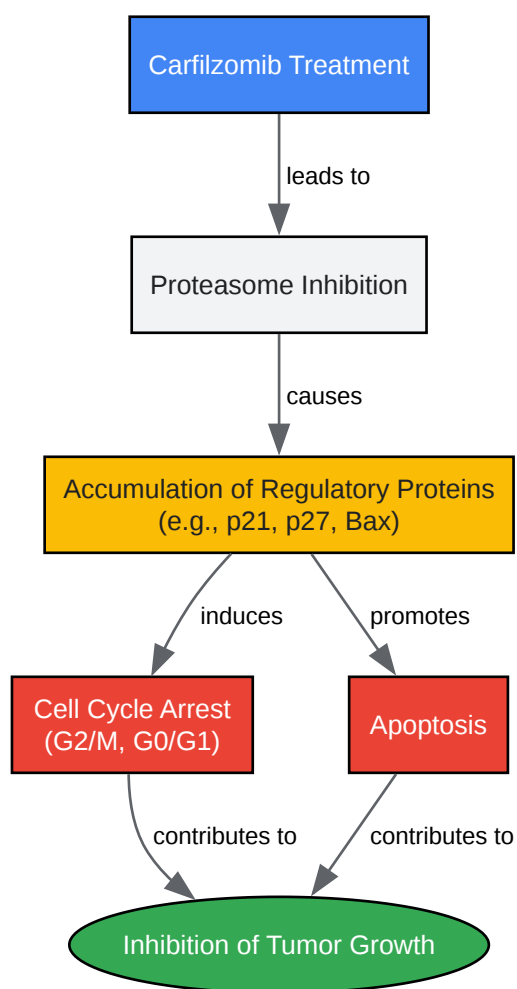 Carfilzomib Treatment
leads to
Proteasome Inhibition
causes
Accumulation of Regulatory Proteins
(e.g., p21, p27, Bax)
induces
promotes
Cell Cycle Arrest
(G2/M, G0/G1)
Apoptosis
contributes to
contributes to
Inhibition of Tumor Growth